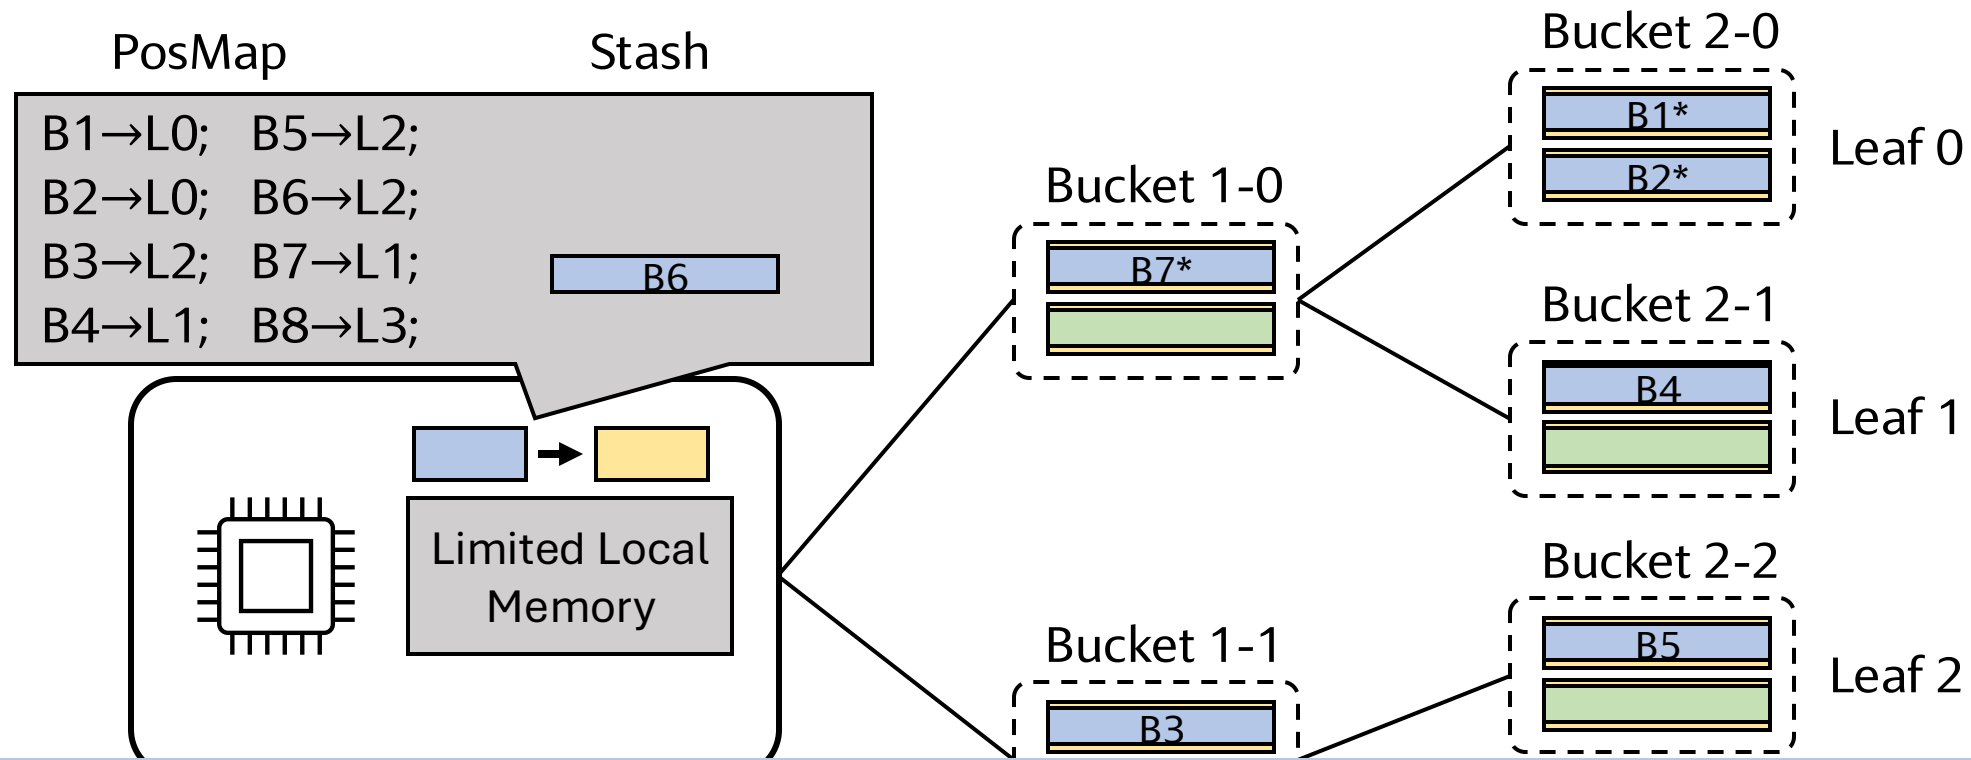 PosMap
Stash
B1→L0; B5→L2;
B2→L0; B6→L2;
B3→L2; B7→L1;
B4→L1; B8→L3;
B6
Limited Local
Memory
Bucket 1-0
B7*
Bucket 1-1
B3
Bucket 2-0
B1*
B2*
Leaf 0
Bucket 2-1
B4
Leaf 1
Bucket 2-2
B5
Leaf 2